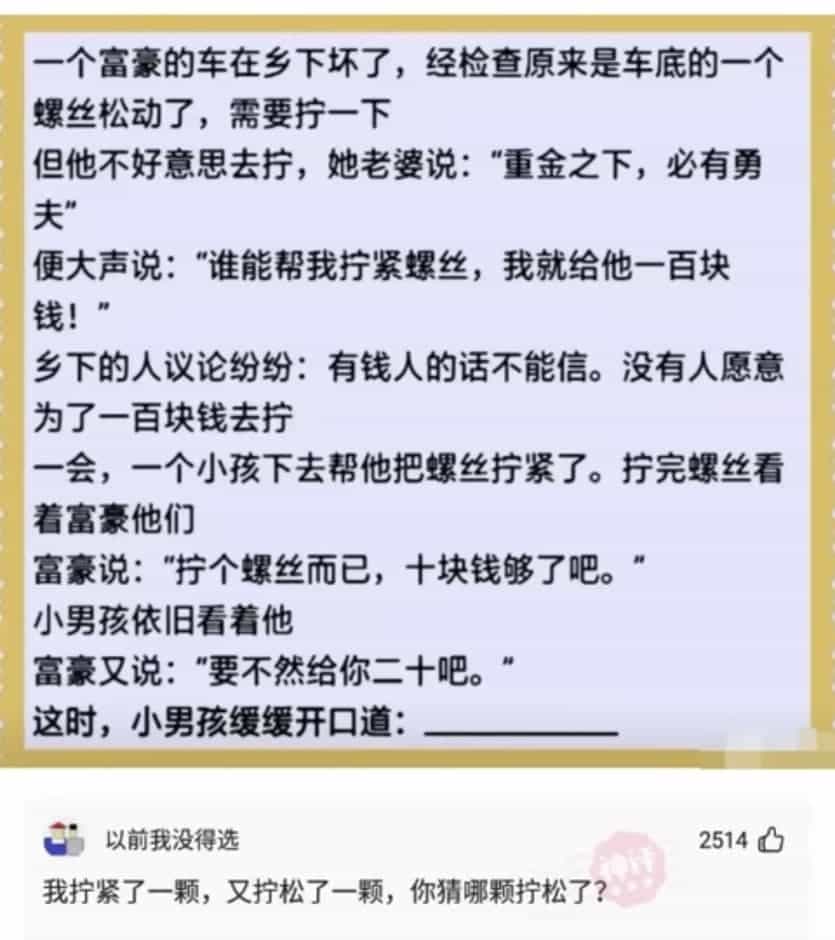 一个富豪的车在乡下坏了，经检查原来是车底的一个
螺丝松动了，需要拧一下
但他不好意思去拧，她老婆说：“重金之下，必有勇
夫”
便大声说：“谁能帮我拧紧螺丝，我就给他一百块
钱！”
乡下的人议论纷纷：有钱人的话不能信。没有人愿意
为了一百块钱去拧
一会，一个小孩下去帮他把螺丝拧紧了。拧完螺丝看
着富豪他们
富豪说：“拧个螺丝而已，十块钱够了吧。”
小男孩依旧看着他
富豪又说：“要不然给你二十吧。”
这时，小男孩缓缓开口道：____________
以前我没得选
2514
神评
我拧紧了一颗，又拧松了一颗，你猜哪颗拧松了？